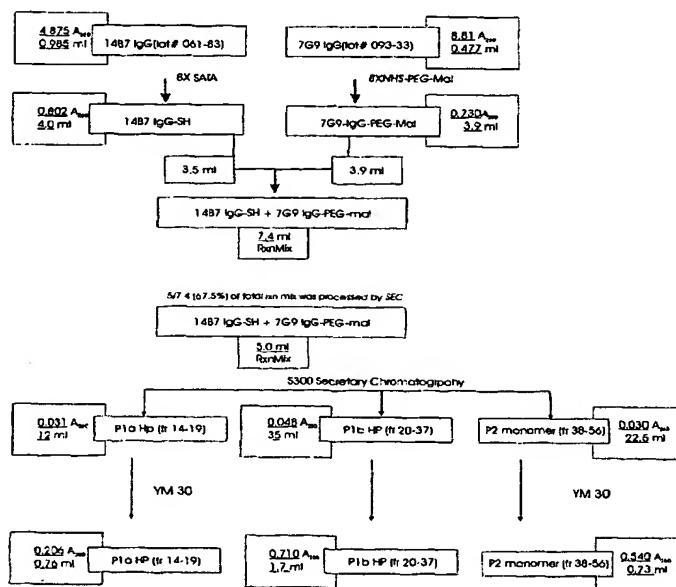 4.875 A₂₈₀
0.985 ml
14B7 IgG(lot# 061-83)
7G9 IgG(lot# 093-33)
8.81 A₂₈₀
0.477 ml
8X SATA
8XNHS-PEG-Mal
0.802 A₂₈₀
4.0 ml
14B7 IgG-SH
7G9-IgG-PEG-Mal
0.730 A₂₈₀
3.9 ml
3.5 ml
3.9 ml
14B7 IgG-SH + 7G9 IgG-PEG-mal
7.4 ml
RxnMix
5/7.4 (67.5%) of total rxn mix was processed by SEC
14B7 IgG-SH + 7G9 IgG-PEG-mal
5.0 ml
RxnMix
S300 Secretary Chromatogrpahy
0.031 A₂₈₀
12 ml
P1a Hp (fr 14-19)
0.048 A₂₈₀
35 ml
P1b HP (fr 20-37)
P2 monomer (fr 38-56)
0.030 A₂₈₀
22.5 ml
YM 30
YM 30
0.206 A₂₈₀
0.76 ml
P1a HP (fr 14-19)
0.710 A₂₈₀
1.7 ml
P1b HP (fr 20-37)
P2 monomer (fr 38-56)
0.540 A₂₈₀
0.73 ml